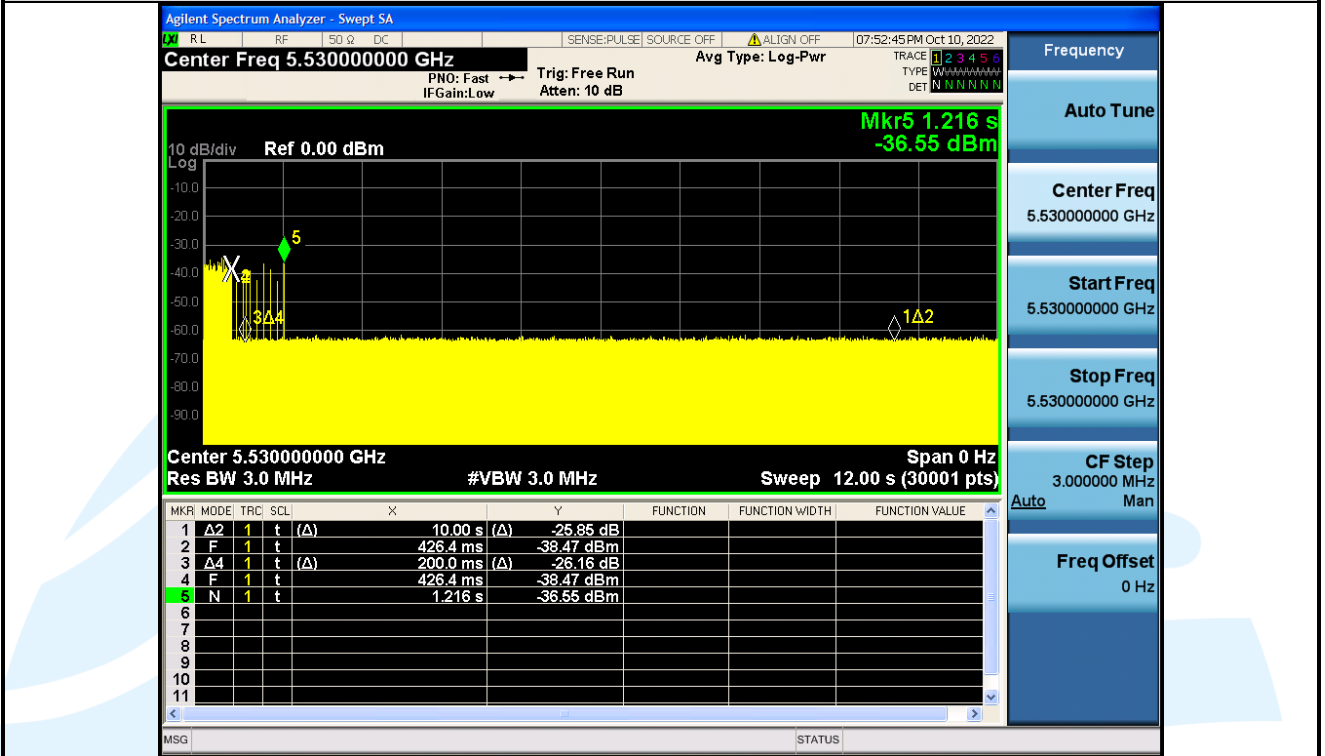 Agilent Spectrum Analyzer - Swept SA
LXI RL RF 50 Ω DC SENSE:PULSE SOURCE OFF ALIGN OFF 07:52:45 PM Oct 10, 2022
Center Freq 5.530000000 GHz
PNO: Fast
IFGain:Low
Trig: Free Run
Atten: 10 dB
Avg Type: Log-Pwr
TRACE 1 2 3 4 5 6
TYPE
DET N N N N N N
Mkr5 1.216 s
-36.55 dBm
10 dB/div Ref 0.00 dBm
Log
-10.0
-20.0
-30.0
-40.0
-50.0
-60.0
-70.0
-80.0
-90.0
5
X
3Δ4
1Δ2
Center 5.530000000 GHz Span 0 Hz
Res BW 3.0 MHz #VBW 3.0 MHz Sweep 12.00 s (30001 pts)
MKR MODE TRC SCL X Y FUNCTION FUNCTION WIDTH FUNCTION VALUE
1 Δ2 1 t (Δ) 10.00 s (Δ) -25.85 dB
2 F 1 t 426.4 ms -38.47 dBm
3 Δ4 1 t (Δ) 200.0 ms (Δ) -26.16 dB
4 F 1 t 426.4 ms -38.47 dBm
5 N 1 t 1.216 s -36.55 dBm
6
7
8
9
10
11
MSG STATUS
Frequency
Auto Tune
Center Freq
5.530000000 GHz
Start Freq
5.530000000 GHz
Stop Freq
5.530000000 GHz
CF Step
3.000000 MHz
Auto Man
Freq Offset
0 Hz